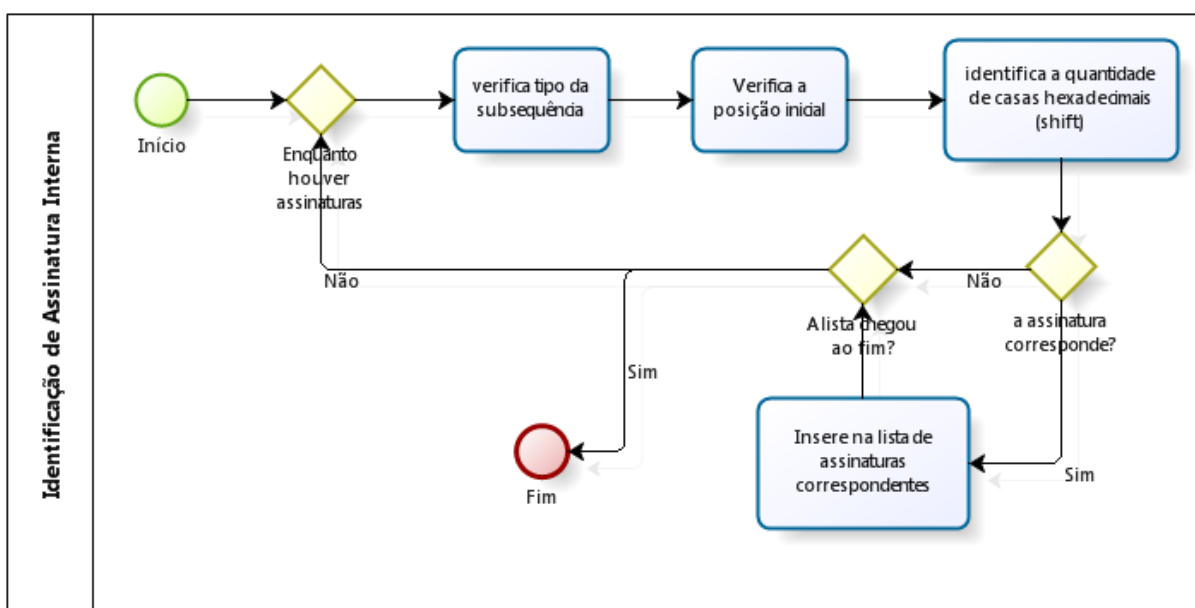 Identificação de Assinatura Interna
Início
Enquanto
houver
assinaturas
verifica tipo da
subsequência
Verifica a
posição inicial
identifica a quantidade
de casas hexadecimais
(shift)
a assinatura
corresponde?
Não
A lista chegou
ao fim?
Não
Sim
Sim
Insere na lista de
assinaturas
correspondentes
Fim